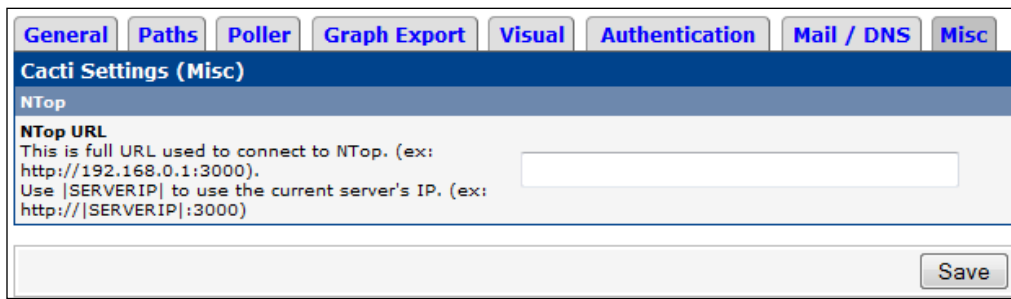 General Paths Poller Graph Export Visual Authentication Mail / DNS Misc
Cacti Settings (Misc)
NTop
NTop URL
This is full URL used to connect to NTop. (ex:
http://192.168.0.1:3000).
Use |SERVERIP| to use the current server's IP. (ex:
http://|SERVERIP|:3000)
Save